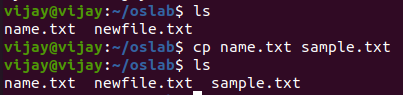 vijay@vijay:~/oslab$ ls
name.txt  newfile.txt
vijay@vijay:~/oslab$ cp name.txt sample.txt
vijay@vijay:~/oslab$ ls
name.txt  newfile.txt  sample.txt